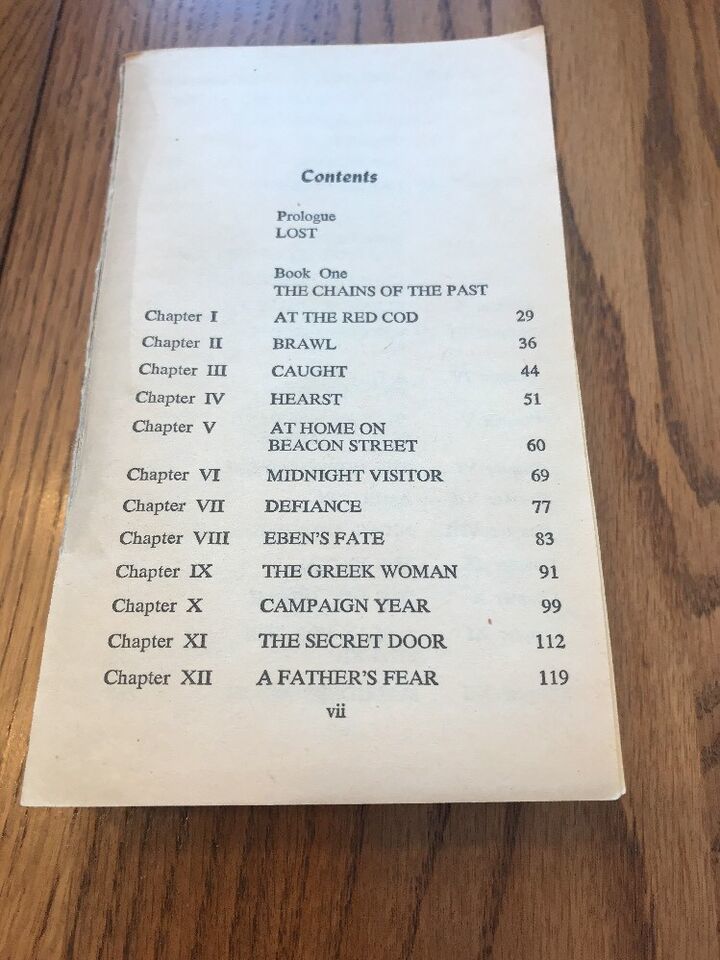 Contents
Prologue
LOST
Book One
THE CHAINS OF THE PAST
Chapter I AT THE RED COD 29
Chapter II BRAWL 36
Chapter III CAUGHT 44
Chapter IV HEARST 51
Chapter V AT HOME ON
BEACON STREET 60
Chapter VI MIDNIGHT VISITOR 69
Chapter VII DEFIANCE 77
Chapter VIII EBEN'S FATE 83
Chapter IX THE GREEK WOMAN 91
Chapter X CAMPAIGN YEAR 99
Chapter XI THE SECRET DOOR 112
Chapter XII A FATHER'S FEAR 119
vii